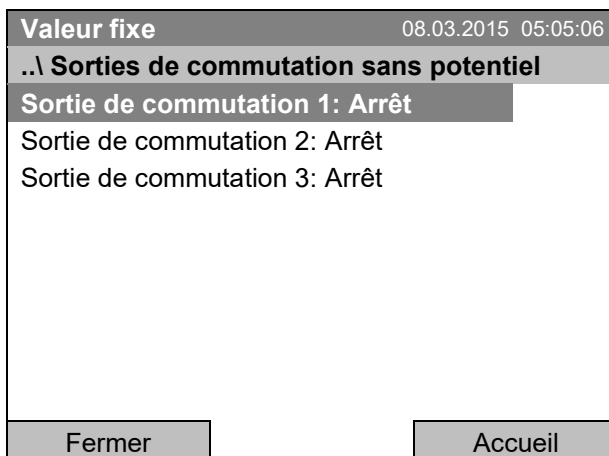 Valeur fixe 08.03.2015 05:05:06
..\ Sorties de commutation sans potentiel
Sortie de commutation 1: Arrêt
Sortie de commutation 2: Arrêt
Sortie de commutation 3: Arrêt
Fermer Accueil